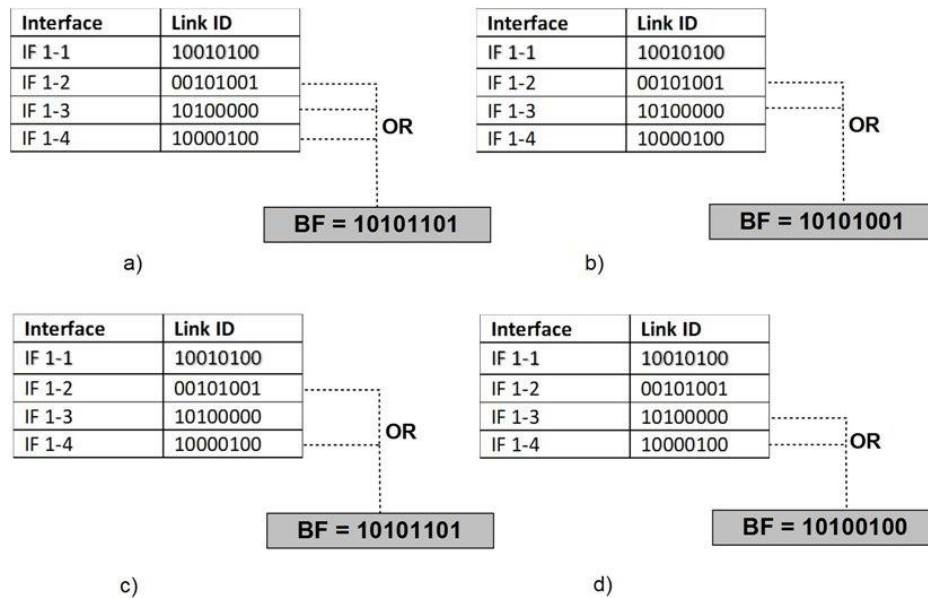 Interface Link ID
IF 1-1 10010100
IF 1-2 00101001
IF 1-3 10100000
IF 1-4 10000100
OR
BF = 10101101
a)
Interface Link ID
IF 1-1 10010100
IF 1-2 00101001
IF 1-3 10100000
IF 1-4 10000100
OR
BF = 10101001
b)
Interface Link ID
IF 1-1 10010100
IF 1-2 00101001
IF 1-3 10100000
IF 1-4 10000100
OR
BF = 10101101
c)
Interface Link ID
IF 1-1 10010100
IF 1-2 00101001
IF 1-3 10100000
IF 1-4 10000100
OR
BF = 10100100
d)